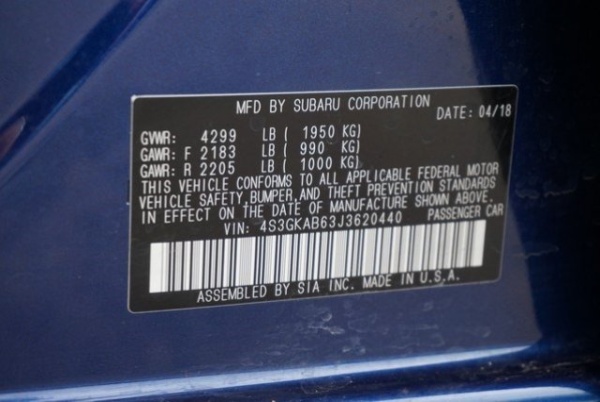 MFD BY SUBARU CORPORATION
DATE: 04/18
GVWR: 4299 LB ( 1950 KG)
GAWR: F 2183 LB ( 990 KG)
GAWR: R 2205 LB ( 1000 KG)
THIS VEHICLE CONFORMS TO ALL APPLICABLE FEDERAL MOTOR
VEHICLE SAFETY, BUMPER, AND THEFT PREVENTION STANDARDS
IN EFFECT ON THE DATE OF MANUFACTURE SHOWN ABOVE.
VIN: 4S3GKAB63J3620440 PASSENGER CAR
ASSEMBLED BY SIA INC. MADE IN U.S.A.